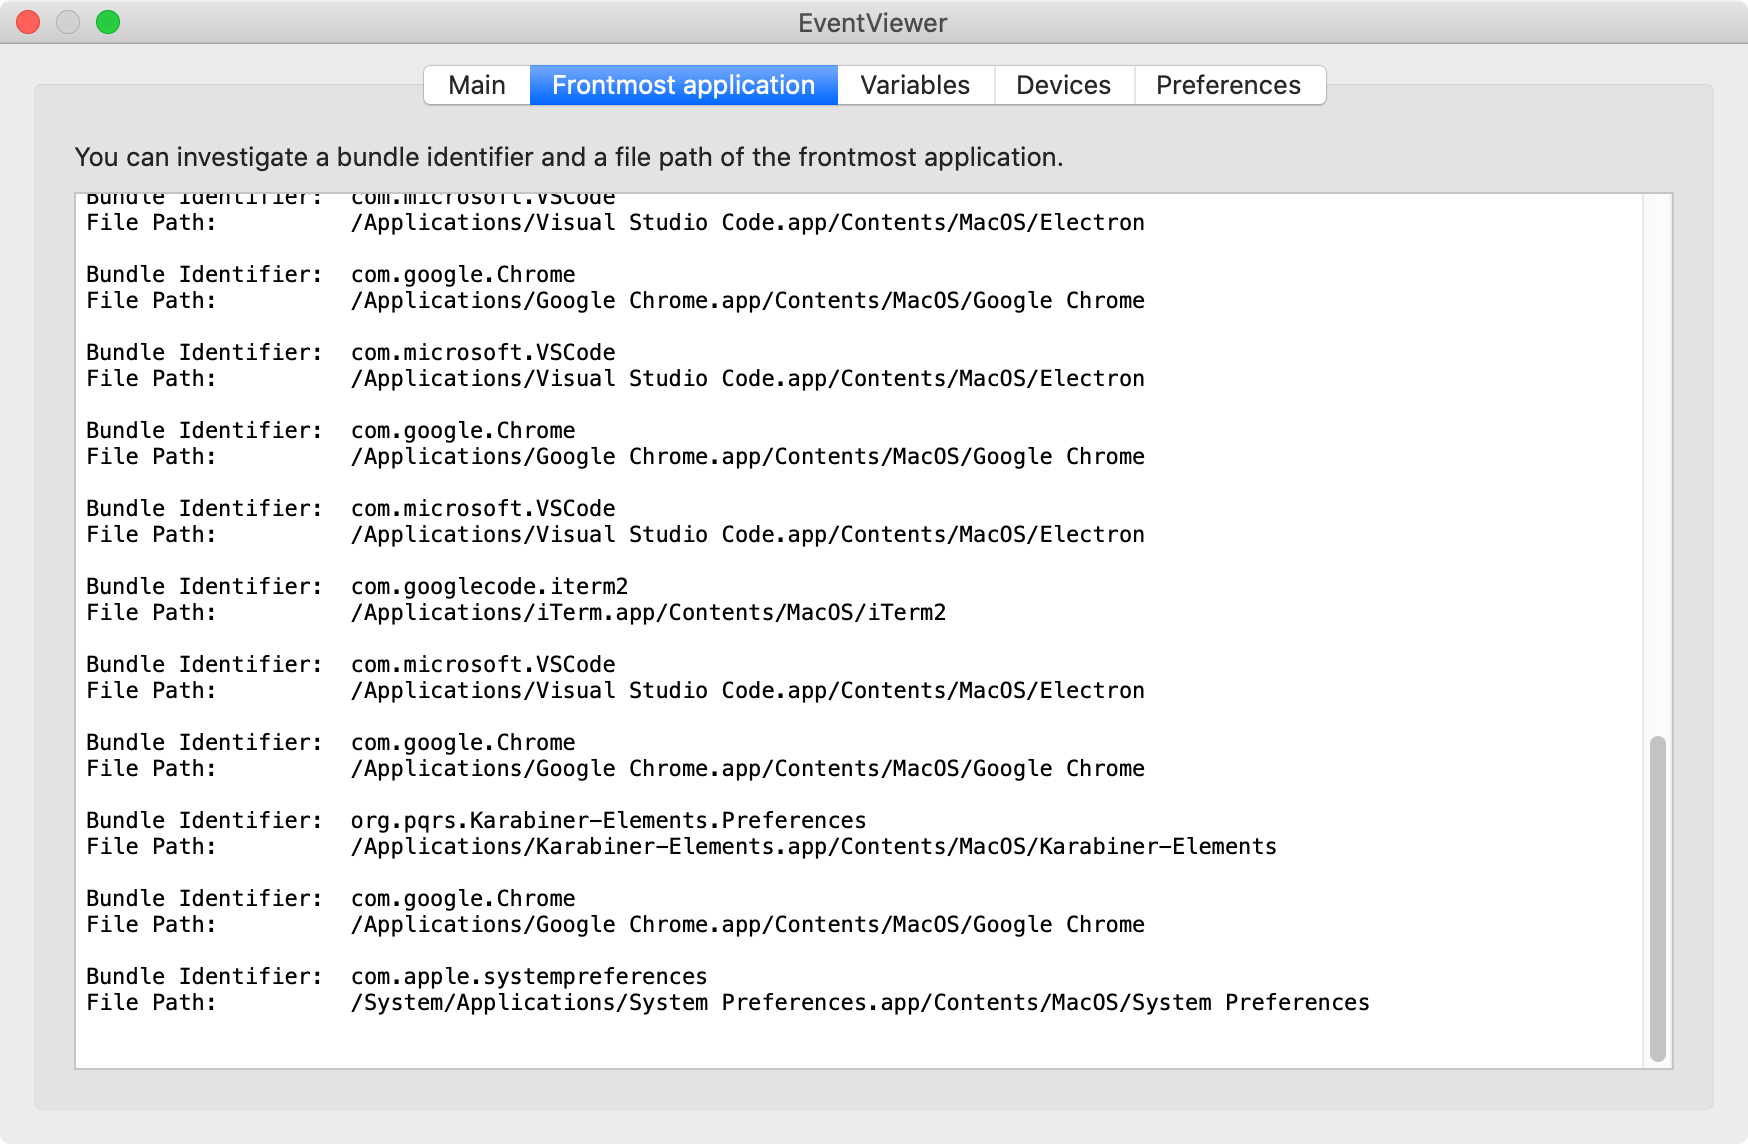 EventViewer
Main Frontmost application Variables Devices Preferences
You can investigate a bundle identifier and a file path of the frontmost application.
Bundle Identifier:  com.microsoft.VSCode
File Path:          /Applications/Visual Studio Code.app/Contents/MacOS/Electron
Bundle Identifier:  com.google.Chrome
File Path:          /Applications/Google Chrome.app/Contents/MacOS/Google Chrome
Bundle Identifier:  com.microsoft.VSCode
File Path:          /Applications/Visual Studio Code.app/Contents/MacOS/Electron
Bundle Identifier:  com.google.Chrome
File Path:          /Applications/Google Chrome.app/Contents/MacOS/Google Chrome
Bundle Identifier:  com.microsoft.VSCode
File Path:          /Applications/Visual Studio Code.app/Contents/MacOS/Electron
Bundle Identifier:  com.googlecode.iterm2
File Path:          /Applications/iTerm.app/Contents/MacOS/iTerm2
Bundle Identifier:  com.microsoft.VSCode
File Path:          /Applications/Visual Studio Code.app/Contents/MacOS/Electron
Bundle Identifier:  com.google.Chrome
File Path:          /Applications/Google Chrome.app/Contents/MacOS/Google Chrome
Bundle Identifier:  org.pqrs.Karabiner-Elements.Preferences
File Path:          /Applications/Karabiner-Elements.app/Contents/MacOS/Karabiner-Elements
Bundle Identifier:  com.google.Chrome
File Path:          /Applications/Google Chrome.app/Contents/MacOS/Google Chrome
Bundle Identifier:  com.apple.systempreferences
File Path:          /System/Applications/System Preferences.app/Contents/MacOS/System Preferences